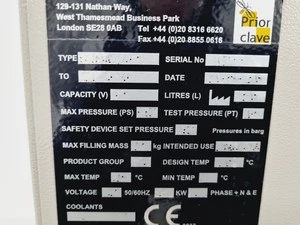 129-131 Nathan Way,
West Thamesmead Business Park
London SE28 0AB
Tel +44 (0)20 8316 6620
Fax +44 (0)20 8855 0616
Prior
clave
TYPE SERIAL No
TO DATE
CAPACITY (V) LITRES (L)
MAX PRESSURE (PS) TEST PRESSURE (PT)
SAFETY DEVICE SET PRESSURE Pressures in barg
MAX FILLING MASS kg INTENDED USE
PRODUCT GROUP DESIGN TEMP °C
MAX TEMP °C MIN TEMP °C
VOLTAGE 50/60HZ KW PHASE + N & E
COOLANTS
CE